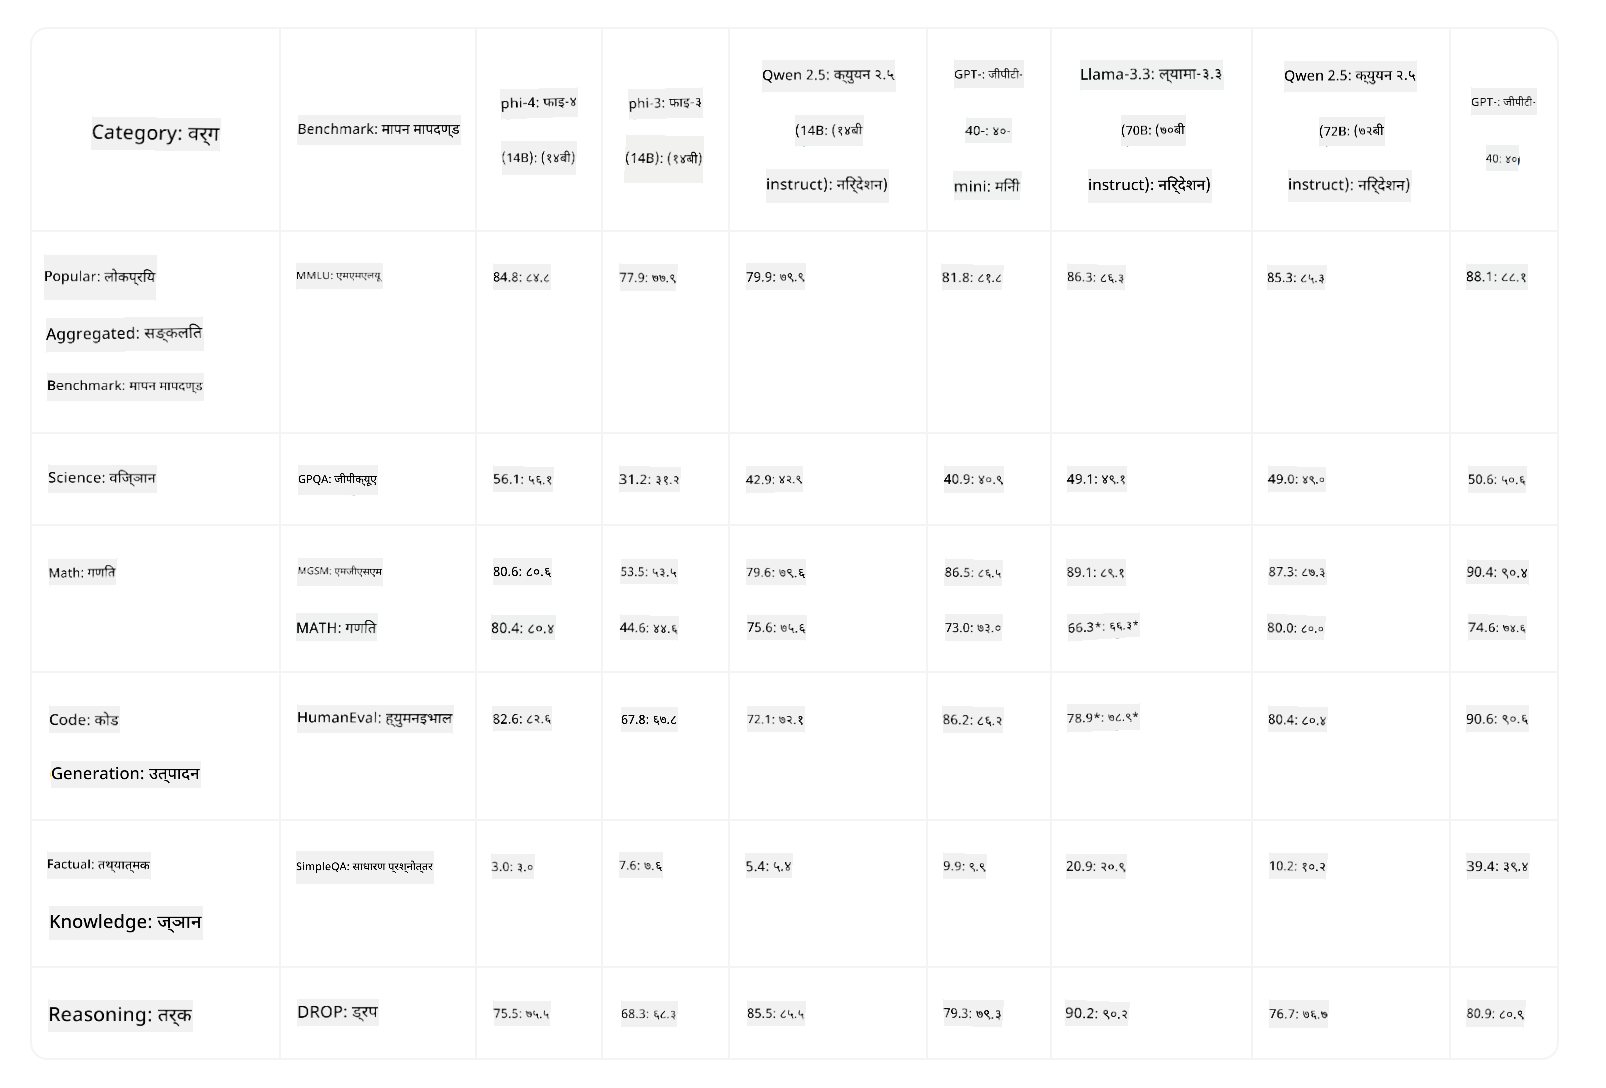 Category: वर्ग
Benchmark: मापन मापदण्ड
phi-4: फाइ-४
(14B): (१४बी)
phi-3: फाइ-३
(14B): (१४बी)
Qwen 2.5: क्युयन २.५
(14B: (१४बी
instruct): निर्देशन)
GPT-: जीपीटी-
40-: ४०-
mini: मिनी
Llama-3.3: ल्यामा-३.३
(70B: (७०बी
instruct): निर्देशन)
Qwen 2.5: क्युयन २.५
(72B: (७२बी
instruct): निर्देशन)
GPT-: जीपीटी-
40: ४०
Popular: लोकप्रिय
Aggregated: सङ्कलित
Benchmark: मापन मापदण्ड
MMLU: एमएमएलयू
84.8: ८४.८
77.9: ७७.९
79.9: ७९.९
81.8: ८१.८
86.3: ८६.३
85.3: ८५.३
88.1: ८८.१
Science: विज्ञान
GPQA: जीपीक्यूए
56.1: ५६.१
31.2: ३१.२
42.9: ४२.९
40.9: ४०.९
49.1: ४९.१
49.0: ४९.०
50.6: ५०.६
Math: गणित
MGSM: एमजीएसएम
80.6: ८०.६
53.5: ५३.५
79.6: ७९.६
86.5: ८६.५
89.1: ८९.१
87.3: ८७.३
90.4: ९०.४
MATH: गणित
80.4: ८०.४
44.6: ४४.६
75.6: ७५.६
73.0: ७३.०
66.3*: ६६.३*
80.0: ८०.०
74.6: ७४.६
Code: कोड
Generation: उत्पादन
HumanEval: ह्युमनइभाल
82.6: ८२.६
67.8: ६७.८
72.1: ७२.१
86.2: ८६.२
78.9*: ७८.९*
80.4: ८०.४
90.6: ९०.६
Factual: तथ्यात्मक
Knowledge: ज्ञान
SimpleQA: साधारण प्रश्नोत्तर
3.0: ३.०
7.6: ७.६
5.4: ५.४
9.9: ९.९
20.9: २०.९
10.2: १०.२
39.4: ३९.४
Reasoning: तर्क
DROP: ड्रप
75.5: ७५.५
68.3: ६८.३
85.5: ८५.५
79.3: ७९.३
90.2: ९०.२
76.7: ७६.७
80.9: ८०.९